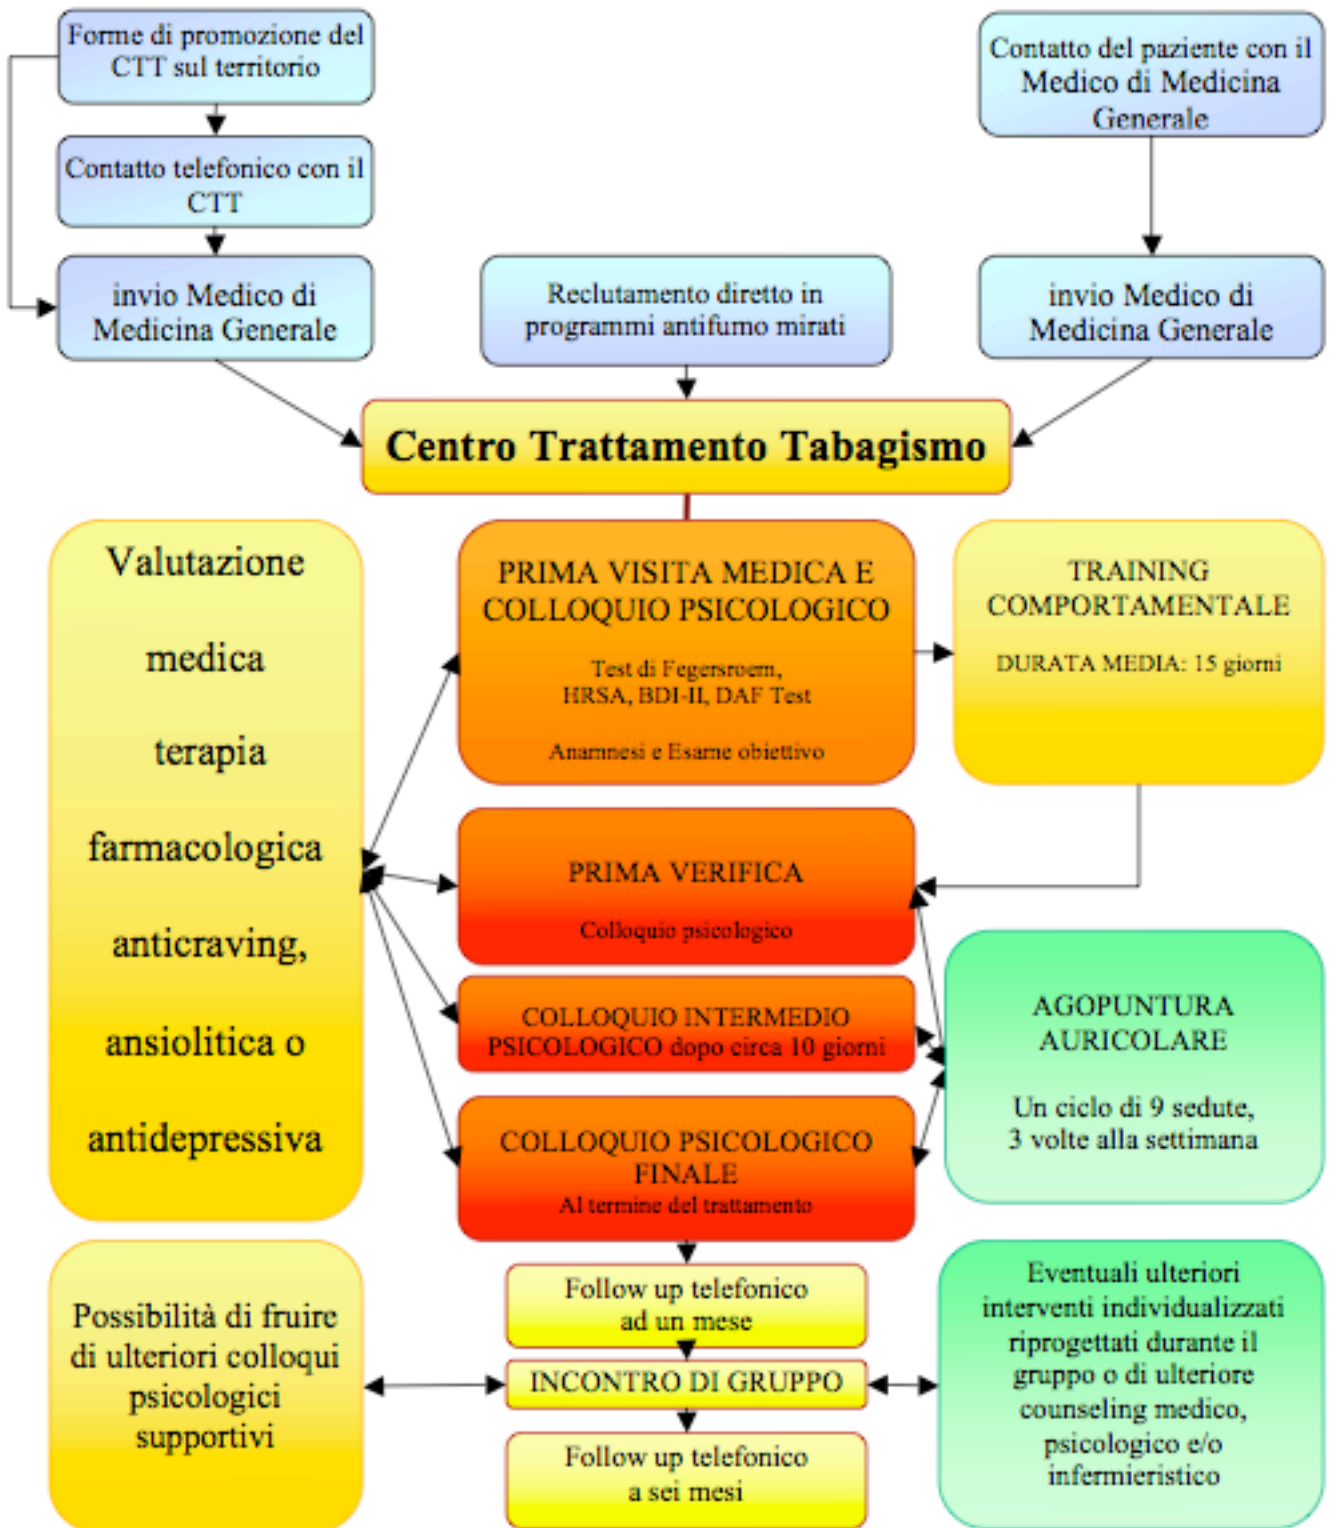 Forme di promozione del
CTT sul territorio
Contatto del paziente con il
Medico di Medicina
Generale
Contatto telefonico con il
CTT
invio Medico di
Medicina Generale
Reclutamento diretto in
programmi antifumo mirati
invio Medico di
Medicina Generale
Centro Trattamento Tabagismo
Valutazione
medica
terapia
farmacologica
anticraving,
ansiolitica o
antidepressiva
PRIMA VISITA MEDICA E
COLLOQUIO PSICOLOGICO
Test di Fegersroem,
HRSA, BDI-II, DAF Test
Anamnesi e Esame obiettivo
TRAINING
COMPORTAMENTALE
DURATA MEDIA: 15 giorni
PRIMA VERIFICA
Colloquio psicologico
COLLOQUIO INTERMEDIO
PSICOLOGICO dopo circa 10 giorni
AGOPUNTURA
AURICOLARE
Un ciclo di 9 sedute,
3 volte alla settimana
COLLOQUIO PSICOLOGICO
FINALE
Al termine del trattamento
Possibilità di fruire
di ulteriori colloqui
psicologici
supportivi
Follow up telefonico
ad un mese
INCONTRO DI GRUPPO
Follow up telefonico
a sei mesi
Eventuali ulteriori
interventi individualizzati
riprogettati durante il
gruppo o di ulteriore
counseling medico,
psicologico e/o
infermieristico